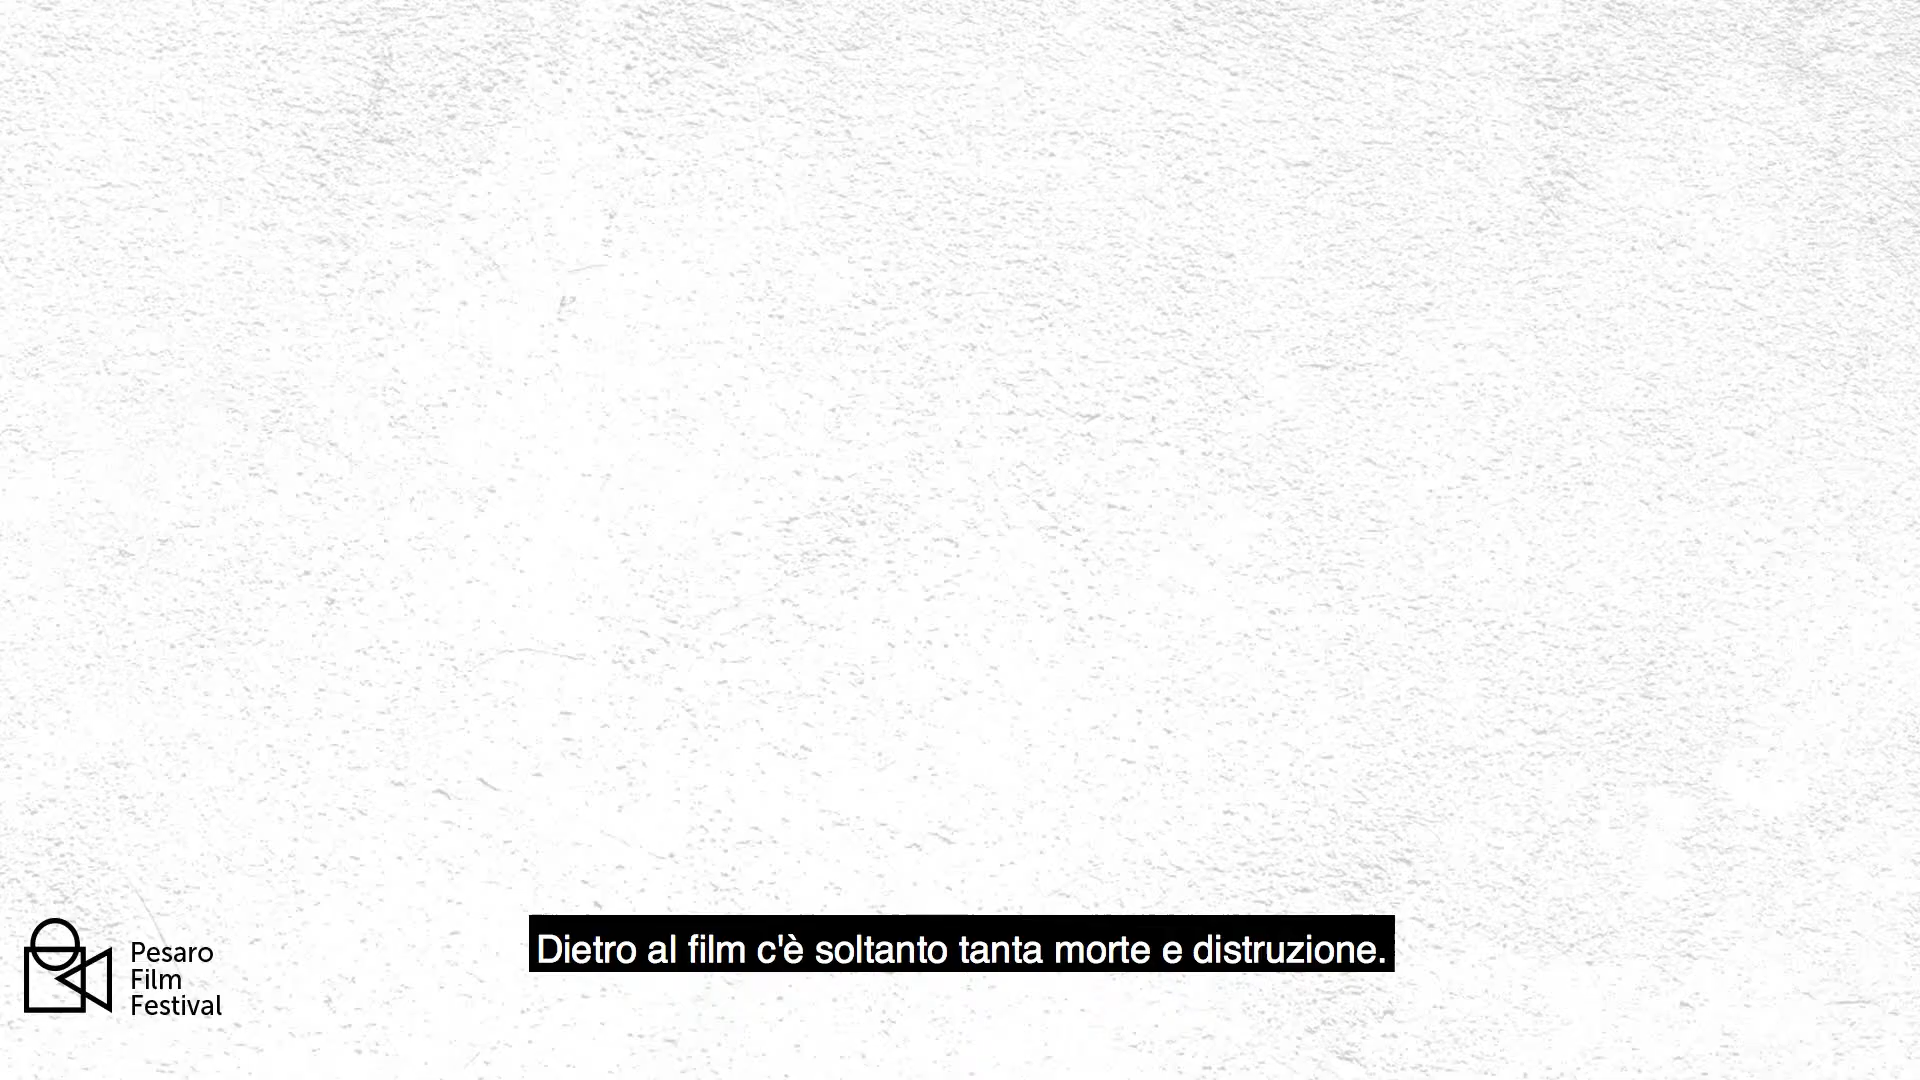 Dietro al film c'è soltanto tanta morte e distruzione.
Pesaro
Film
Festival